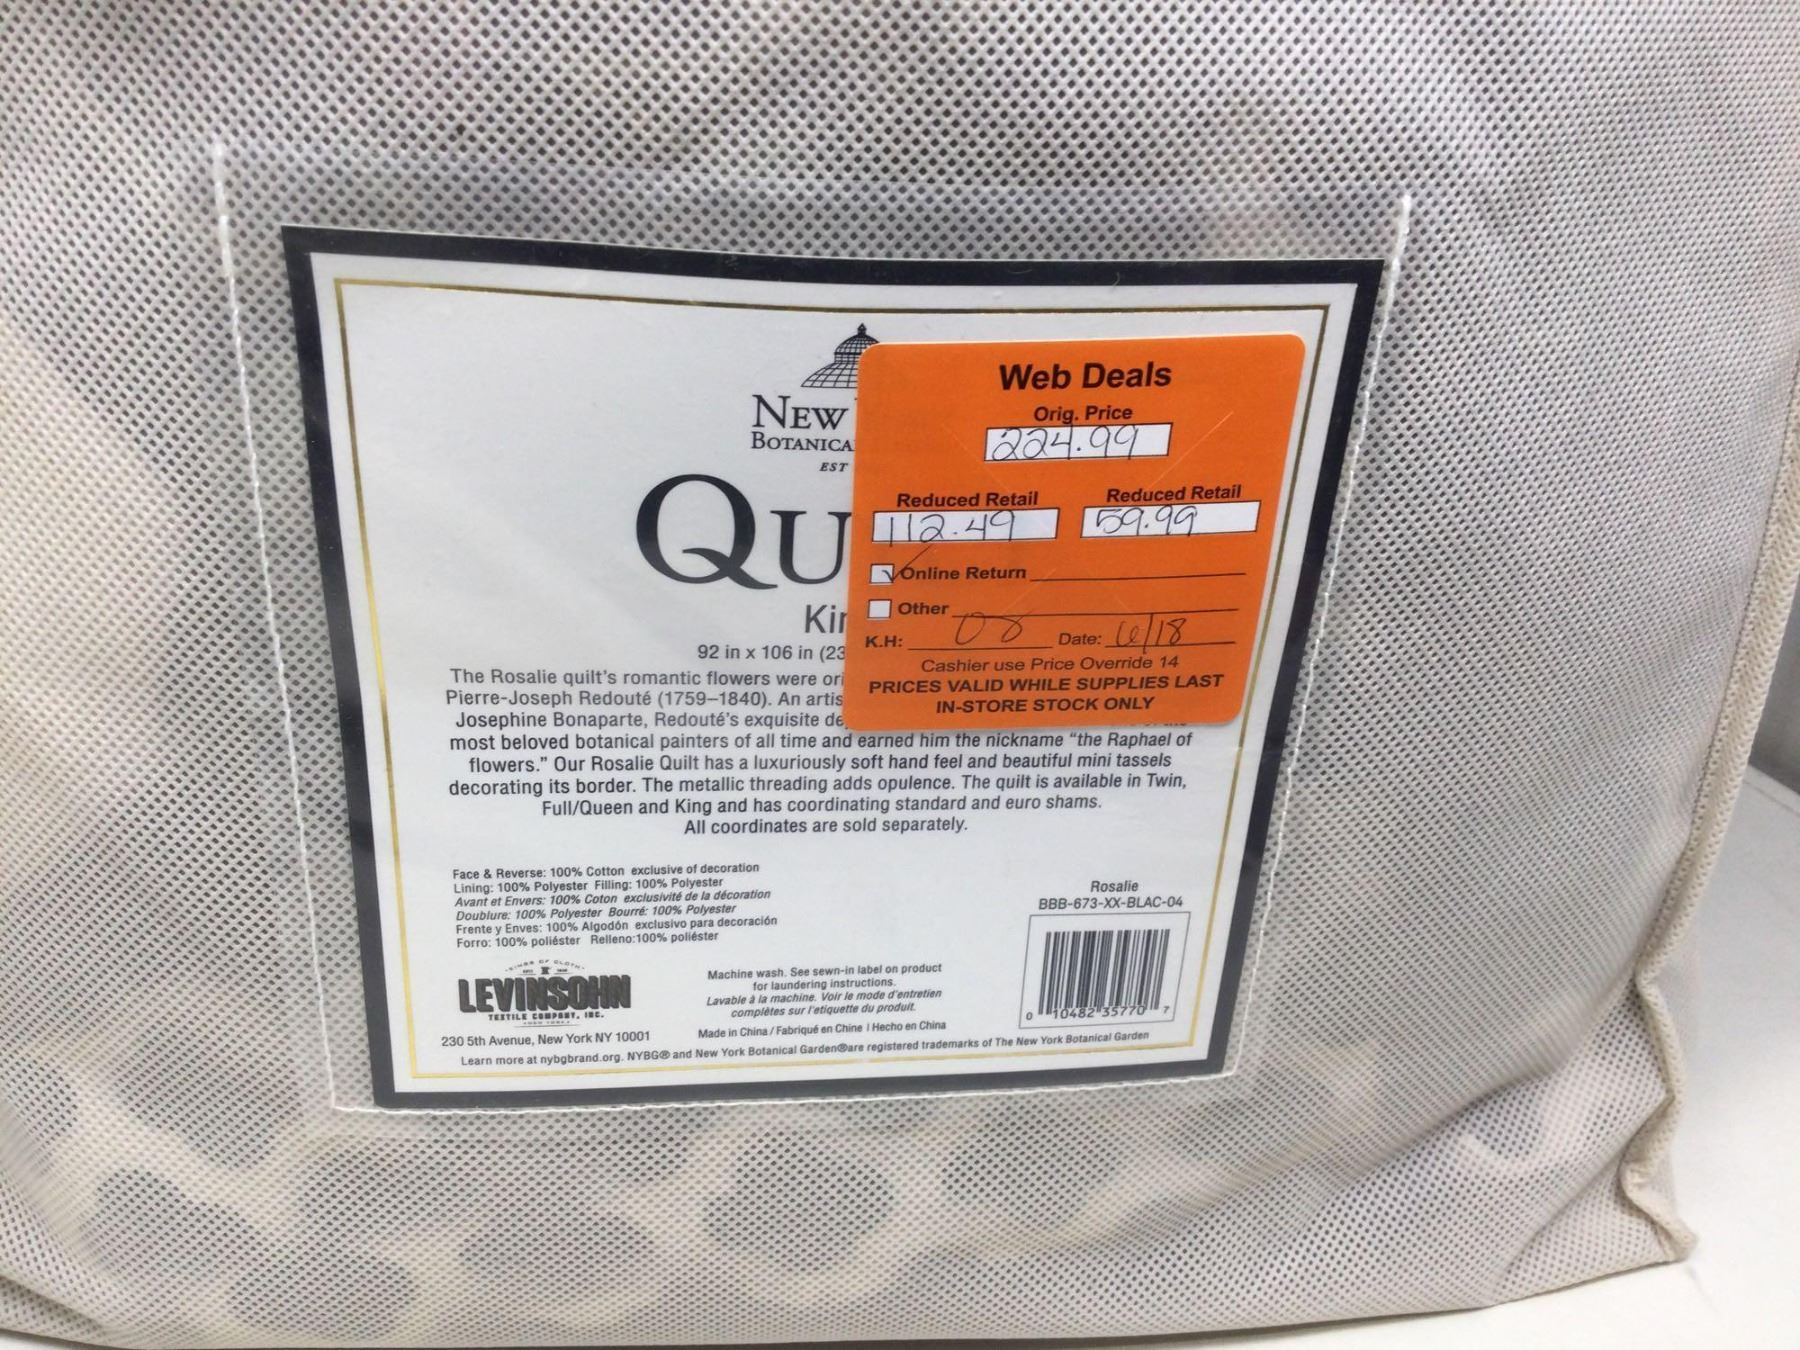 NEW
BOTANICA
EST
QU
92 in x 106 in (23
The Rosalie quilt's romantic flowers were ori
Pierre-Joseph Redouté (1759–1840). An artis
Josephine Bonaparte, Redouté's exquisite de
most beloved botanical painters of all time and earned him the nickname "the Raphael of
flowers." Our Rosalie Quilt has a luxuriously soft hand feel and beautiful mini tassels
decorating its border. The metallic threading adds opulence. The quilt is available in Twin,
Full/Queen and King and has coordinating standard and euro shams.
All coordinates are sold separately.
Web Deals
Orig. Price
224.99
Reduced Retail Reduced Retail
112.49 59.99
Online Return
Other
K.H: 08 Date: 6/18
Cashier use Price Override 14
PRICES VALID WHILE SUPPLIES LAST
IN-STORE STOCK ONLY
Face & Reverse: 100% Cotton exclusive of decoration
Lining: 100% Polyester Filling: 100% Polyester
Avant et Envers: 100% Coton exclusivité de la décoration
Doublure: 100% Polyester Bourré: 100% Polyester
Frente y Enves: 100% Algodón exclusivo para decoración
Forro: 100% poliéster Relleno:100% poliéster
KINGS OF CLOTH
LEVINSOHN
TEXTILE COMPANY, INC.
230 5th Avenue, New York NY 10001
Machine wash. See sewn-in label on product
for laundering instructions.
Lavable à la machine. Voir le mode d'entretien
complètes sur l'etiquette du produit.
Made in China / Fabriqué en Chine I Hecho en China
Rosalie
BBB-673-XX-BLAC-04
0 10482 35770 7
Learn more at nybgbrand.org. NYBG® and New York Botanical Garden®are registered trademarks of The New York Botanical Garden